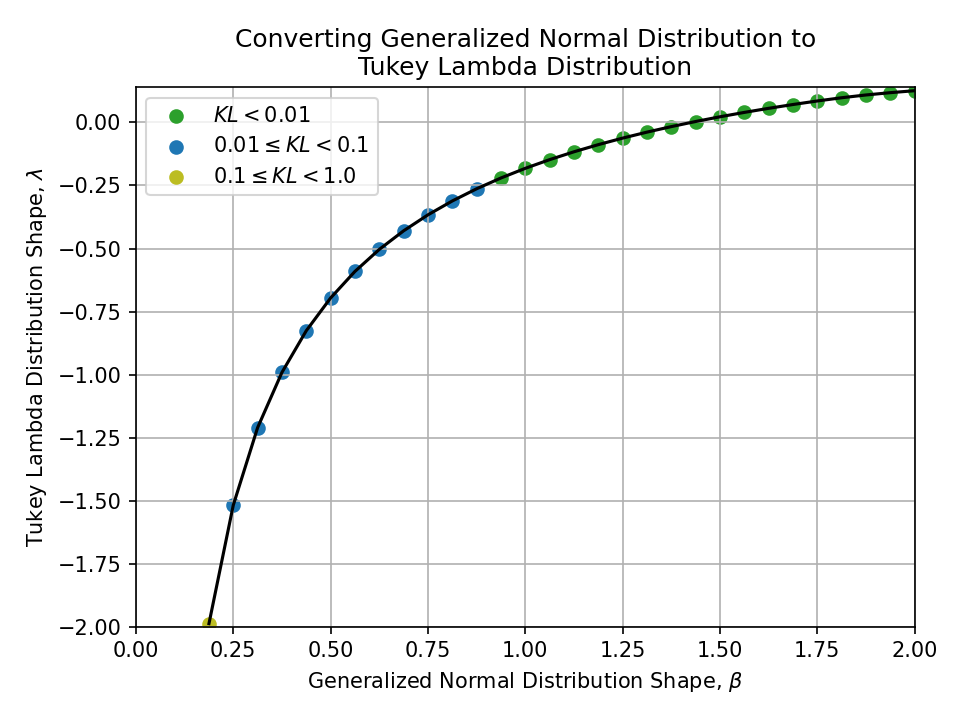 Converting Generalized Normal Distribution to
Tukey Lambda Distribution
KL < 0.01
0.01 ≤ KL < 0.1
0.1 ≤ KL < 1.0
Tukey Lambda Distribution Shape, λ
0.00
−0.25
−0.50
−0.75
−1.00
−1.25
−1.50
−1.75
−2.00
0.00 0.25 0.50 0.75 1.00 1.25 1.50 1.75 2.00
Generalized Normal Distribution Shape, β